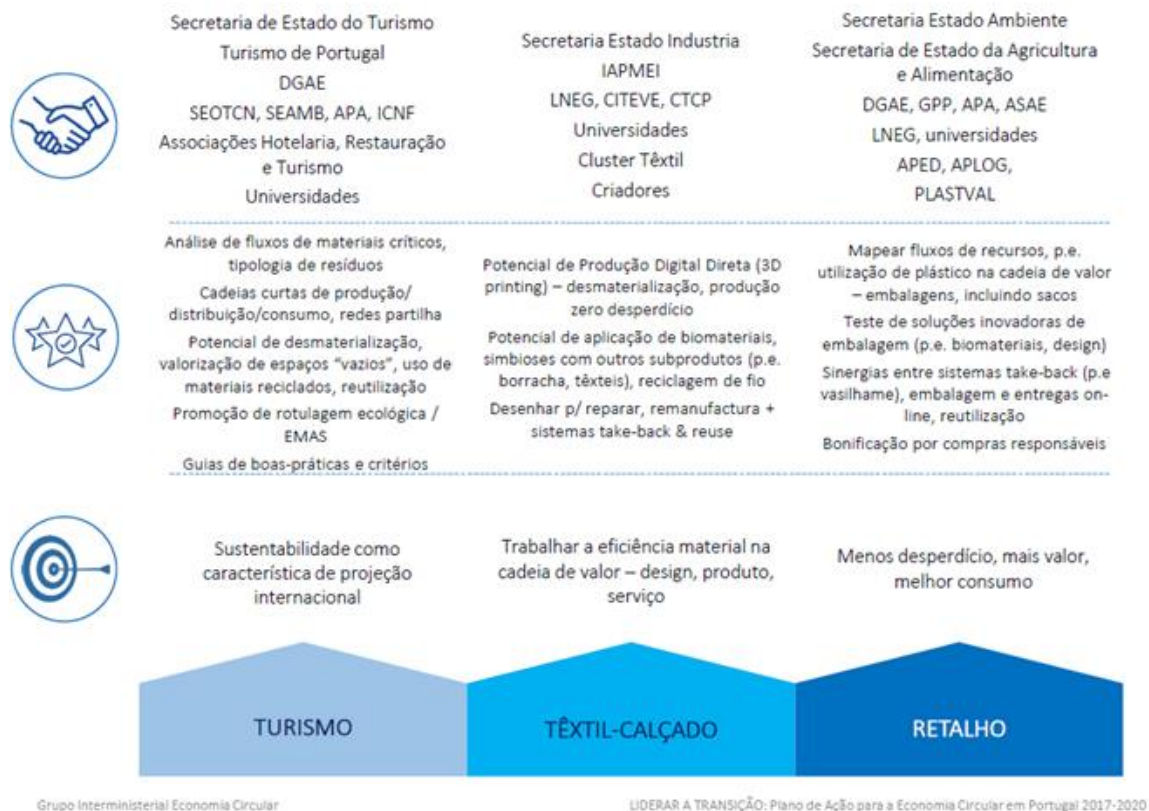 Secretaria de Estado do Turismo
Turismo de Portugal
DGAE
SEOTCN, SEAMB, APA, ICNF
Associações Hotelaria, Restauração
e Turismo
Universidades
Secretaria Estado Industria
IAPMEI
LNEG, CITEVE, CTCP
Universidades
Cluster Têxtil
Criadores
Secretaria Estado Ambiente
Secretaria de Estado da Agricultura
e Alimentação
DGAE, GPP, APA, ASAE
LNEG, universidades
APED, APLOG,
PLASTVAL
Análise de fluxos de materiais críticos,
tipologia de resíduos
Cadeias curtas de produção/
distribuição/consumo, redes partilha
Potencial de desmaterialização,
valorização de espaços “vazios”, uso de
materiais reciclados, reutilização
Promoção de rotulagem ecológica /
EMAS
Guias de boas-práticas e critérios
Potencial de Produção Digital Direta (3D
printing) – desmaterialização, produção
zero desperdício
Potencial de aplicação de biomateriais,
simbioses com outros subprodutos (p.e.
borracha, têxteis), reciclagem de fio
Desenhar p/ reparar, remanufactura +
sistemas take-back & reuse
Mapear fluxos de recursos, p.e.
utilização de plástico na cadeia de valor
– embalagens, incluindo sacos
Teste de soluções inovadoras de
embalagem (p.e. biomateriais, design)
Sinergias entre sistemas take-back (p.e
vasilhame), embalagem e entregas on-
line, reutilização
Bonificação por compras responsáveis
Sustentabilidade como
característica de projeção
internacional
Trabalhar a eficiência material na
cadeia de valor – design, produto,
serviço
Menos desperdício, mais valor,
melhor consumo
TURISMO
TÊXTIL-CALÇADO
RETALHO
Grupo Interministerial Economia Circular
LIDERAR A TRANSIÇÃO: Plano de Ação para a Economia Circular em Portugal 2017-2020